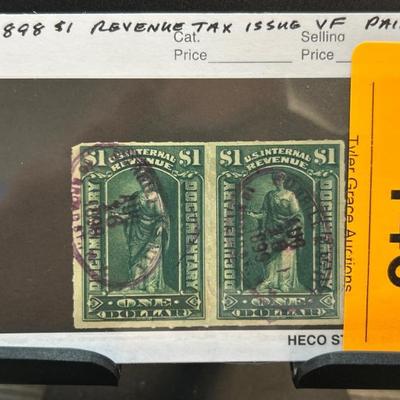 898 $1 REVENUE TAX ISSUE VF PAI
Cat. Selling
Price Price
$1 U.S. INTERNAL REVENUE $1
DOCUMENTARY DOCUMENTARY
ONE DOLLAR
$1 U.S. INTERNAL REVENUE $1
DOCUMENTARY DOCUMENTARY
ONE DOLLAR
Tyler Grace Auctions
HECO ST